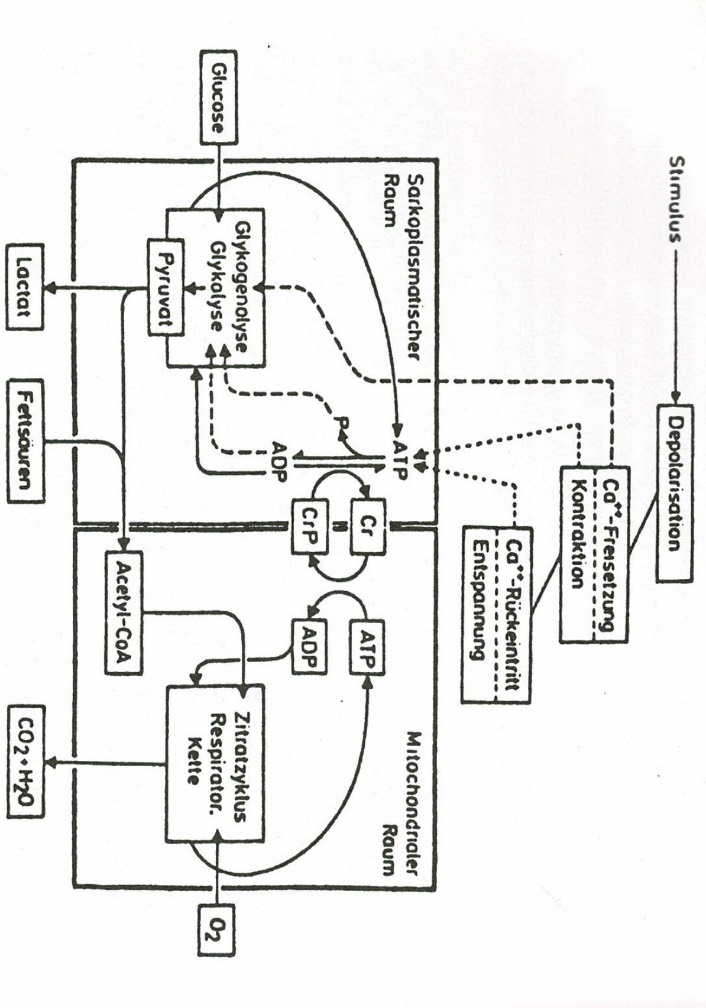 Stimulus
Depolarisation
Ca⁺⁺-Freisetzung
Kontraktion
Ca⁺⁺-Rückeintritt
Entspannung
Sarkoplasmatischer
Raum
Mitochondrialer
Raum
ATP
P
ADP
Cr
CrP
ATP
ADP
Glucose
Glykogenolyse
Glykolyse
Pyruvat
Zitratzyklus
Respirator.
Kette
O₂
Acetyl-CoA
Lactat
Fettsäuren
CO₂+H₂O